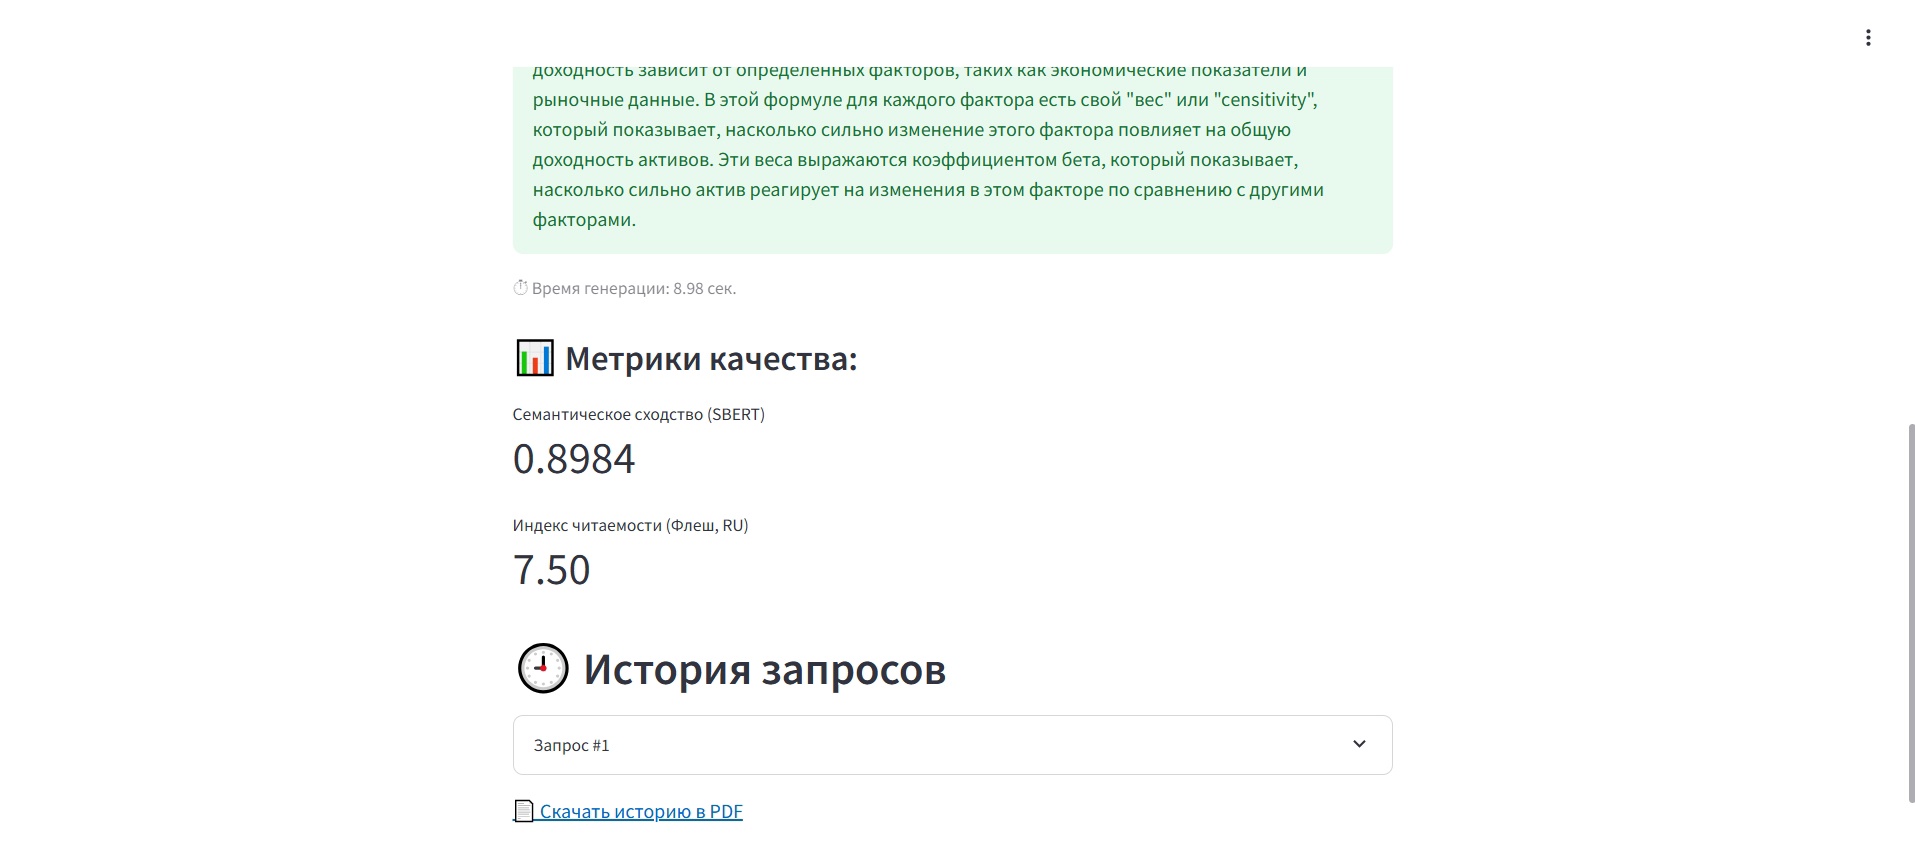 доходность зависит от определенных факторов, таких как экономические показатели и
рыночные данные. В этой формуле для каждого фактора есть свой "вес" или "censitivity",
который показывает, насколько сильно изменение этого фактора повлияет на общую
доходность активов. Эти веса выражаются коэффициентом бета, который показывает,
насколько сильно актив реагирует на изменения в этом факторе по сравнению с другими
факторами.
Время генерации: 8.98 сек.
Метрики качества:
Семантическое сходство (SBERT)
0.8984
Индекс читаемости (Флеш, RU)
7.50
История запросов
Запрос #1
Скачать историю в PDF